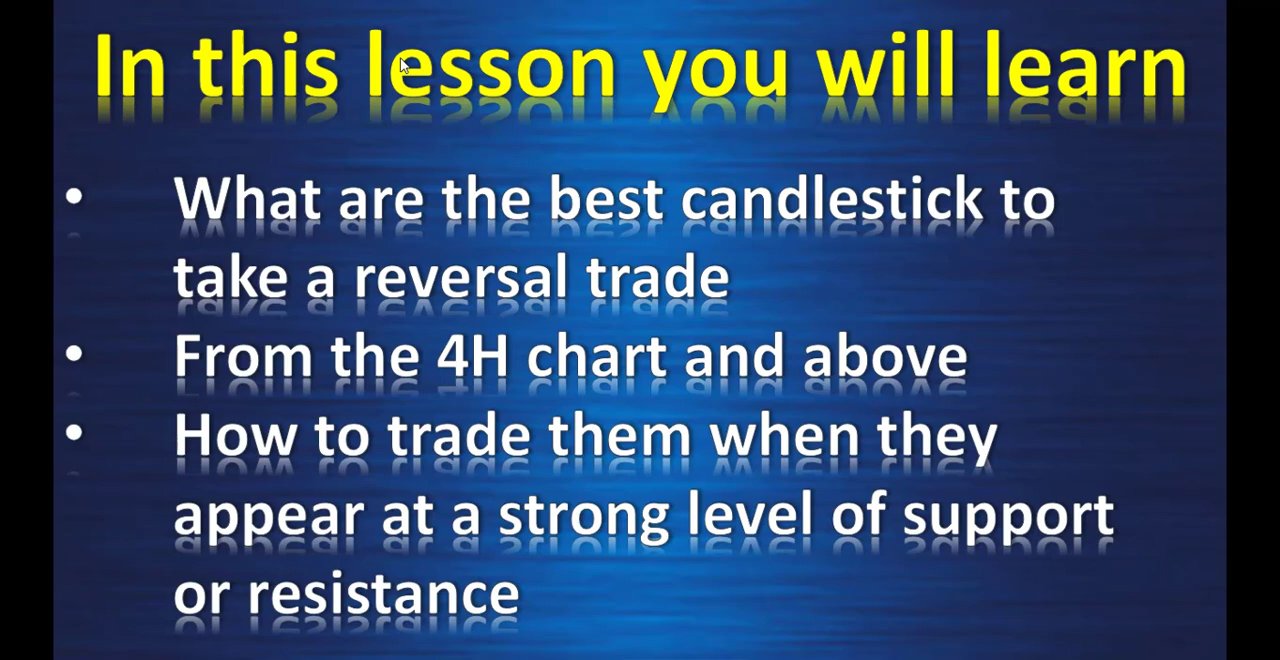 In this lesson you will learn
• What are the best candlestick to
take a reversal trade
• From the 4H chart and above
• How to trade them when they
appear at a strong level of support
or resistance